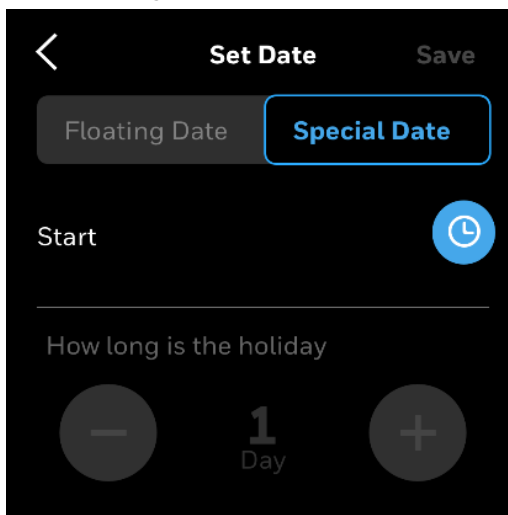 Set Date Save
Floating Date Special Date
Start
How long is the holiday
1
Day